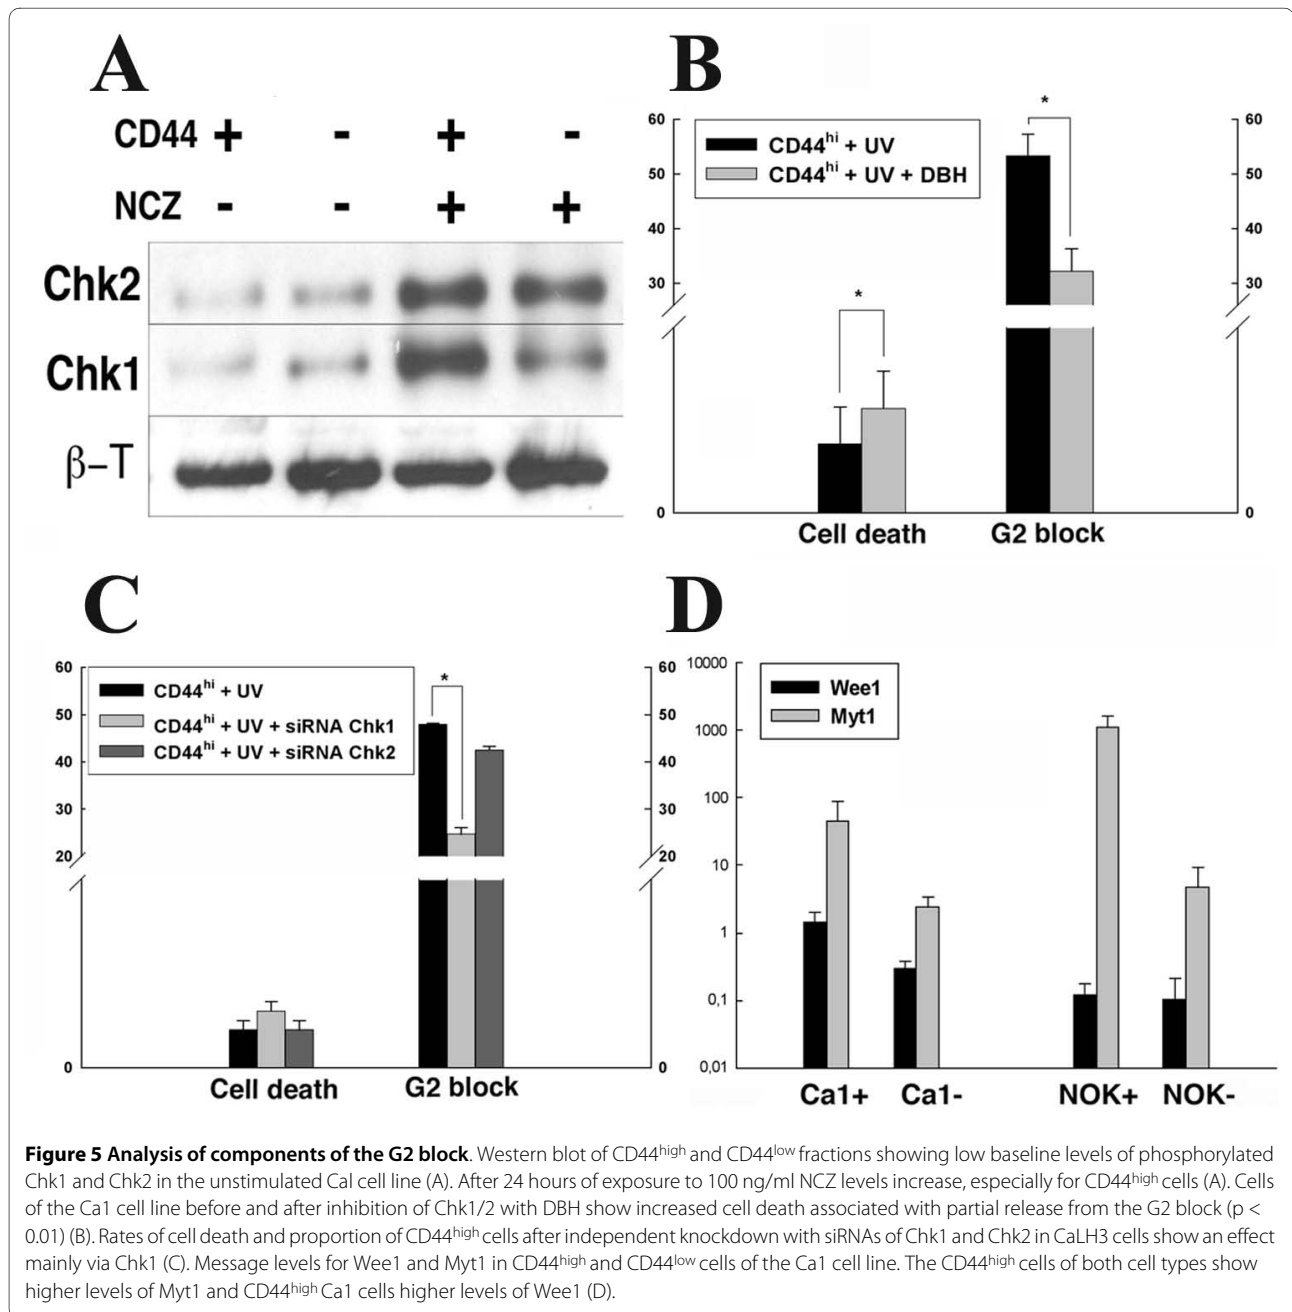 A
CD44 + - + -
NCZ - - + +
Chk2
Chk1
β-T
B
CD44hi + UV
CD44hi + UV + DBH
60 60
50 50
40 40
30 30
0 0
* *
Cell death G2 block
C
CD44hi + UV
CD44hi + UV + siRNA Chk1
CD44hi + UV + siRNA Chk2
60 60
50 50
40 40
30 30
20 20
0 0
*
Cell death G2 block
D
Wee1
Myt1
10000
1000
100
10
1
0,1
0,01
Ca1+ Ca1- NOK+ NOK-
Figure 5 Analysis of components of the G2 block. Western blot of CD44high and CD44low fractions showing low baseline levels of phosphorylated
Chk1 and Chk2 in the unstimulated CaI cell line (A). After 24 hours of exposure to 100 ng/ml NCZ levels increase, especially for CD44high cells (A). Cells
of the Ca1 cell line before and after inhibition of Chk1/2 with DBH show increased cell death associated with partial release from the G2 block (p <
0.01) (B). Rates of cell death and proportion of CD44high cells after independent knockdown with siRNAs of Chk1 and Chk2 in CaLH3 cells show an effect
mainly via Chk1 (C). Message levels for Wee1 and Myt1 in CD44high and CD44low cells of the Ca1 cell line. The CD44high cells of both cell types show
higher levels of Myt1 and CD44high Ca1 cells higher levels of Wee1 (D).